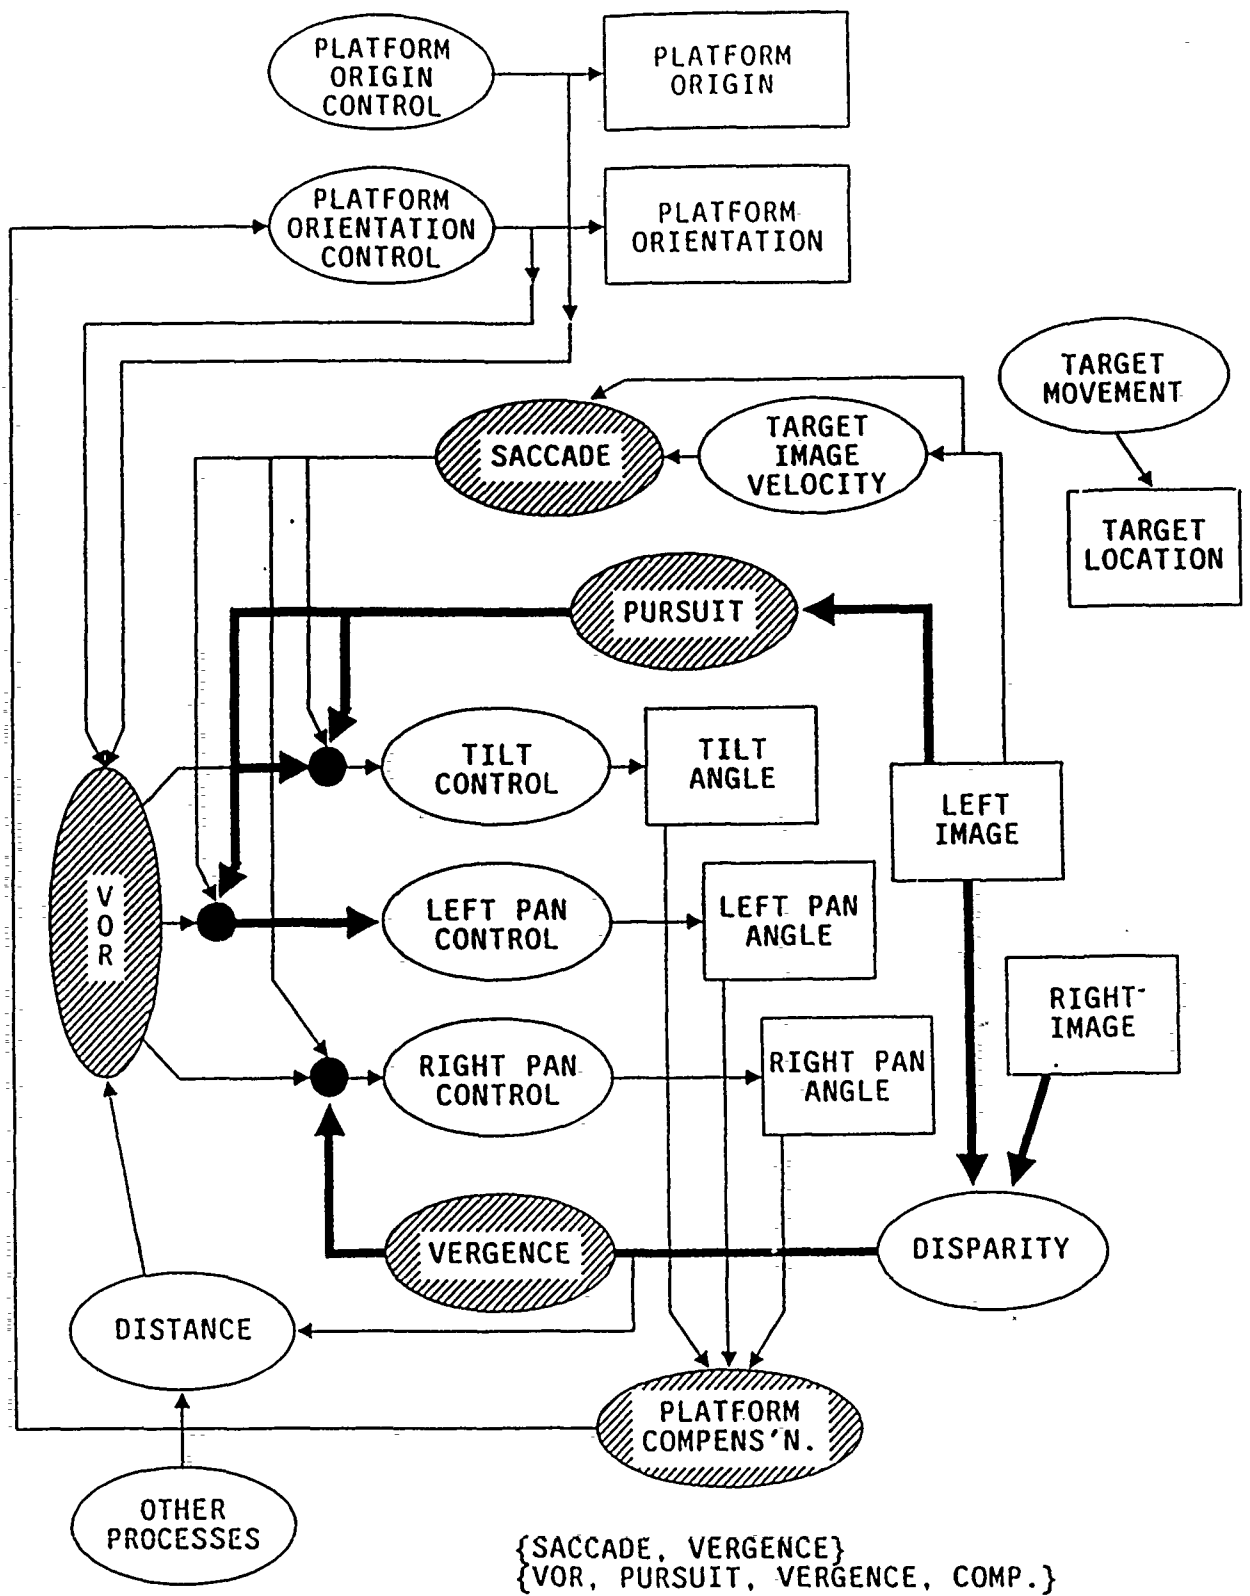 PLATFORM
ORIGIN
CONTROL
PLATFORM
ORIGIN
PLATFORM
ORIENTATION
CONTROL
PLATFORM
ORIENTATION
TARGET
MOVEMENT
SACCADE
TARGET
IMAGE
VELOCITY
TARGET
LOCATION
PURSUIT
TILT
CONTROL
TILT
ANGLE
LEFT
IMAGE
V
O
R
LEFT PAN
CONTROL
LEFT PAN
ANGLE
RIGHT
IMAGE
RIGHT PAN
CONTROL
RIGHT PAN
ANGLE
VERGENCE
DISPARITY
DISTANCE
PLATFORM
COMPENS'N.
OTHER
PROCESSES
{SACCADE, VERGENCE}
{VOR, PURSUIT, VERGENCE, COMP.}